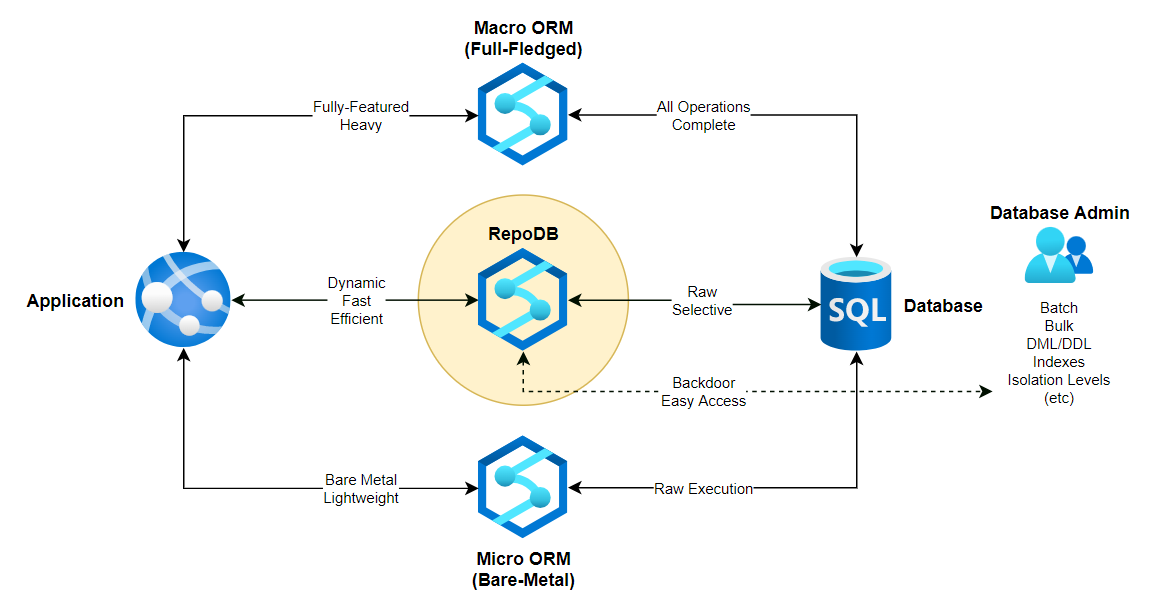 Macro ORM
(Full-Fledged)
Fully-Featured
Heavy
All Operations
Complete
Database Admin
RepoDB
Application
Dynamic
Fast
Efficient
Raw
Selective
SQL
Database
Batch
Bulk
DML/DDL
Indexes
Isolation Levels
(etc)
Backdoor
Easy Access
Bare Metal
Lightweight
Raw Execution
Micro ORM
(Bare-Metal)